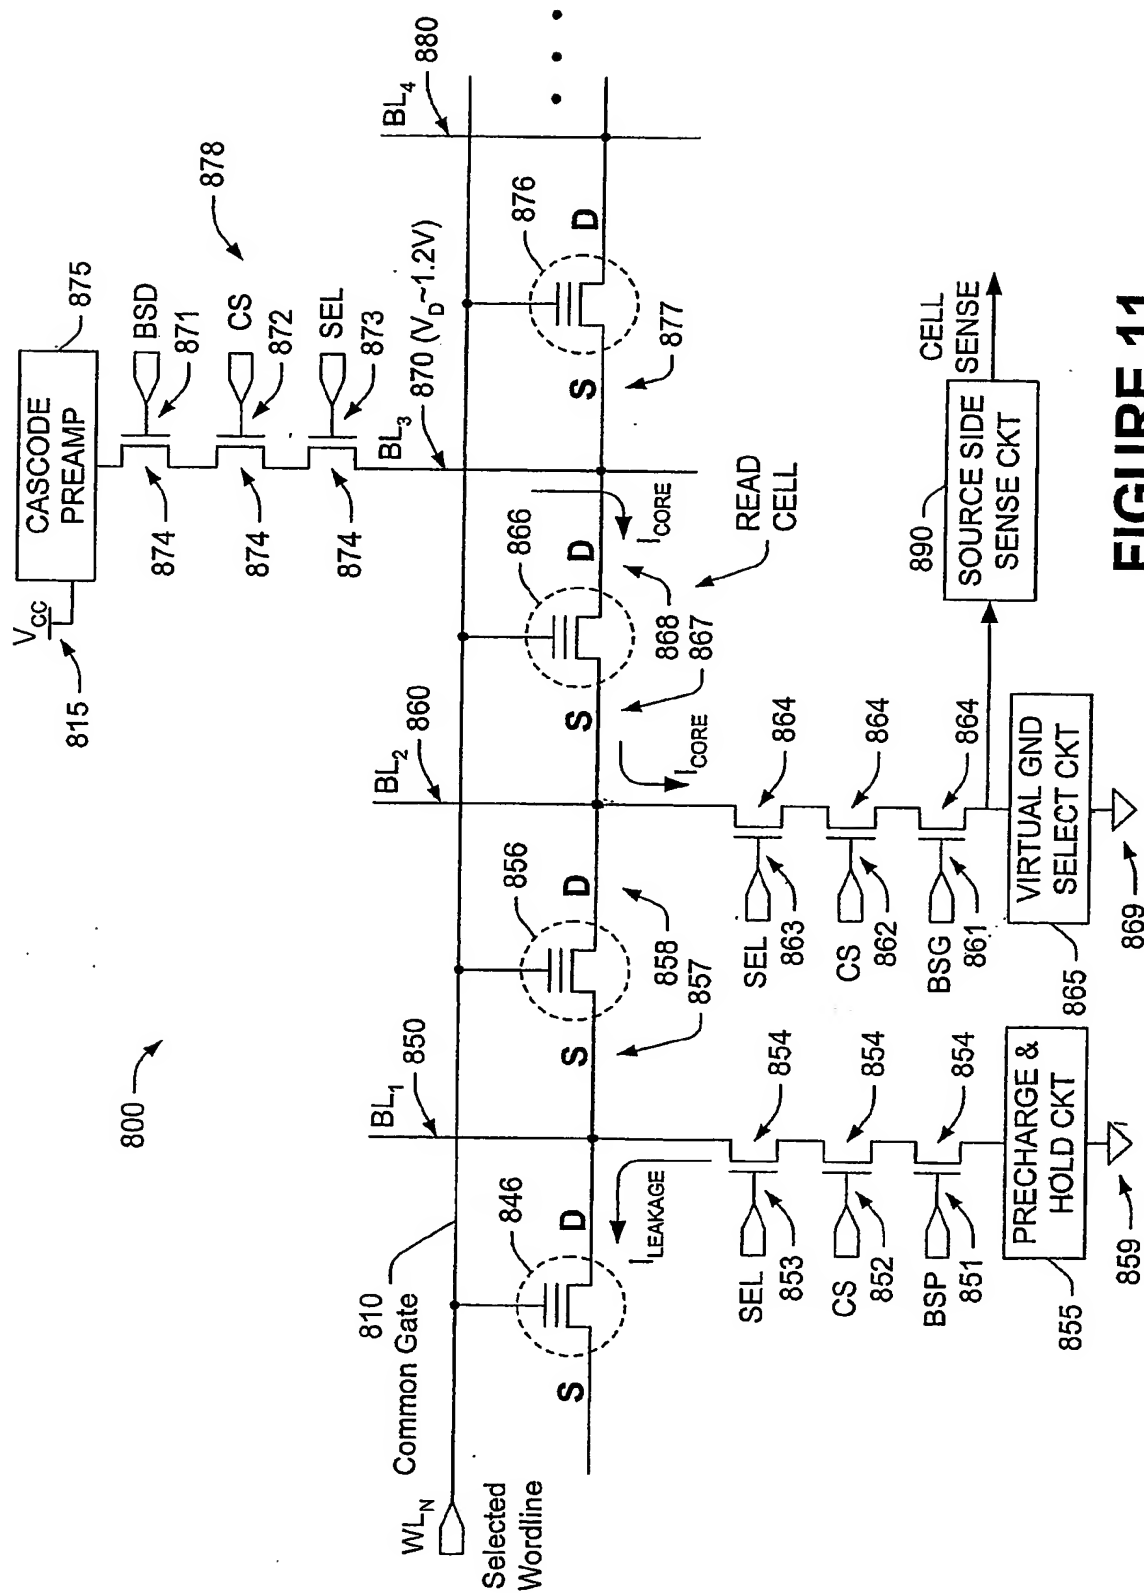 800
V_CC
815
CASCODE
PREAMP
875
BSD
871
874
CS
872
874
SEL
873
874
878
BL_1
850
BL_2
860
BL_3
870 (V_D~1.2V)
BL_4
880
WL_N
810
Common Gate
Selected
Wordline
S
846
D
I_LEAKAGE
S
856
D
857
858
S
866
D
867
868
I_CORE
I_CORE
READ
CELL
S
876
D
877
SEL
853
854
CS
852
854
BSP
851
854
PRECHARGE &
HOLD CKT
855
859
SEL
863
864
CS
862
864
BSG
861
864
VIRTUAL GND
SELECT CKT
865
869
890
SOURCE SIDE
SENSE CKT
CELL
SENSE
FIGURE 11